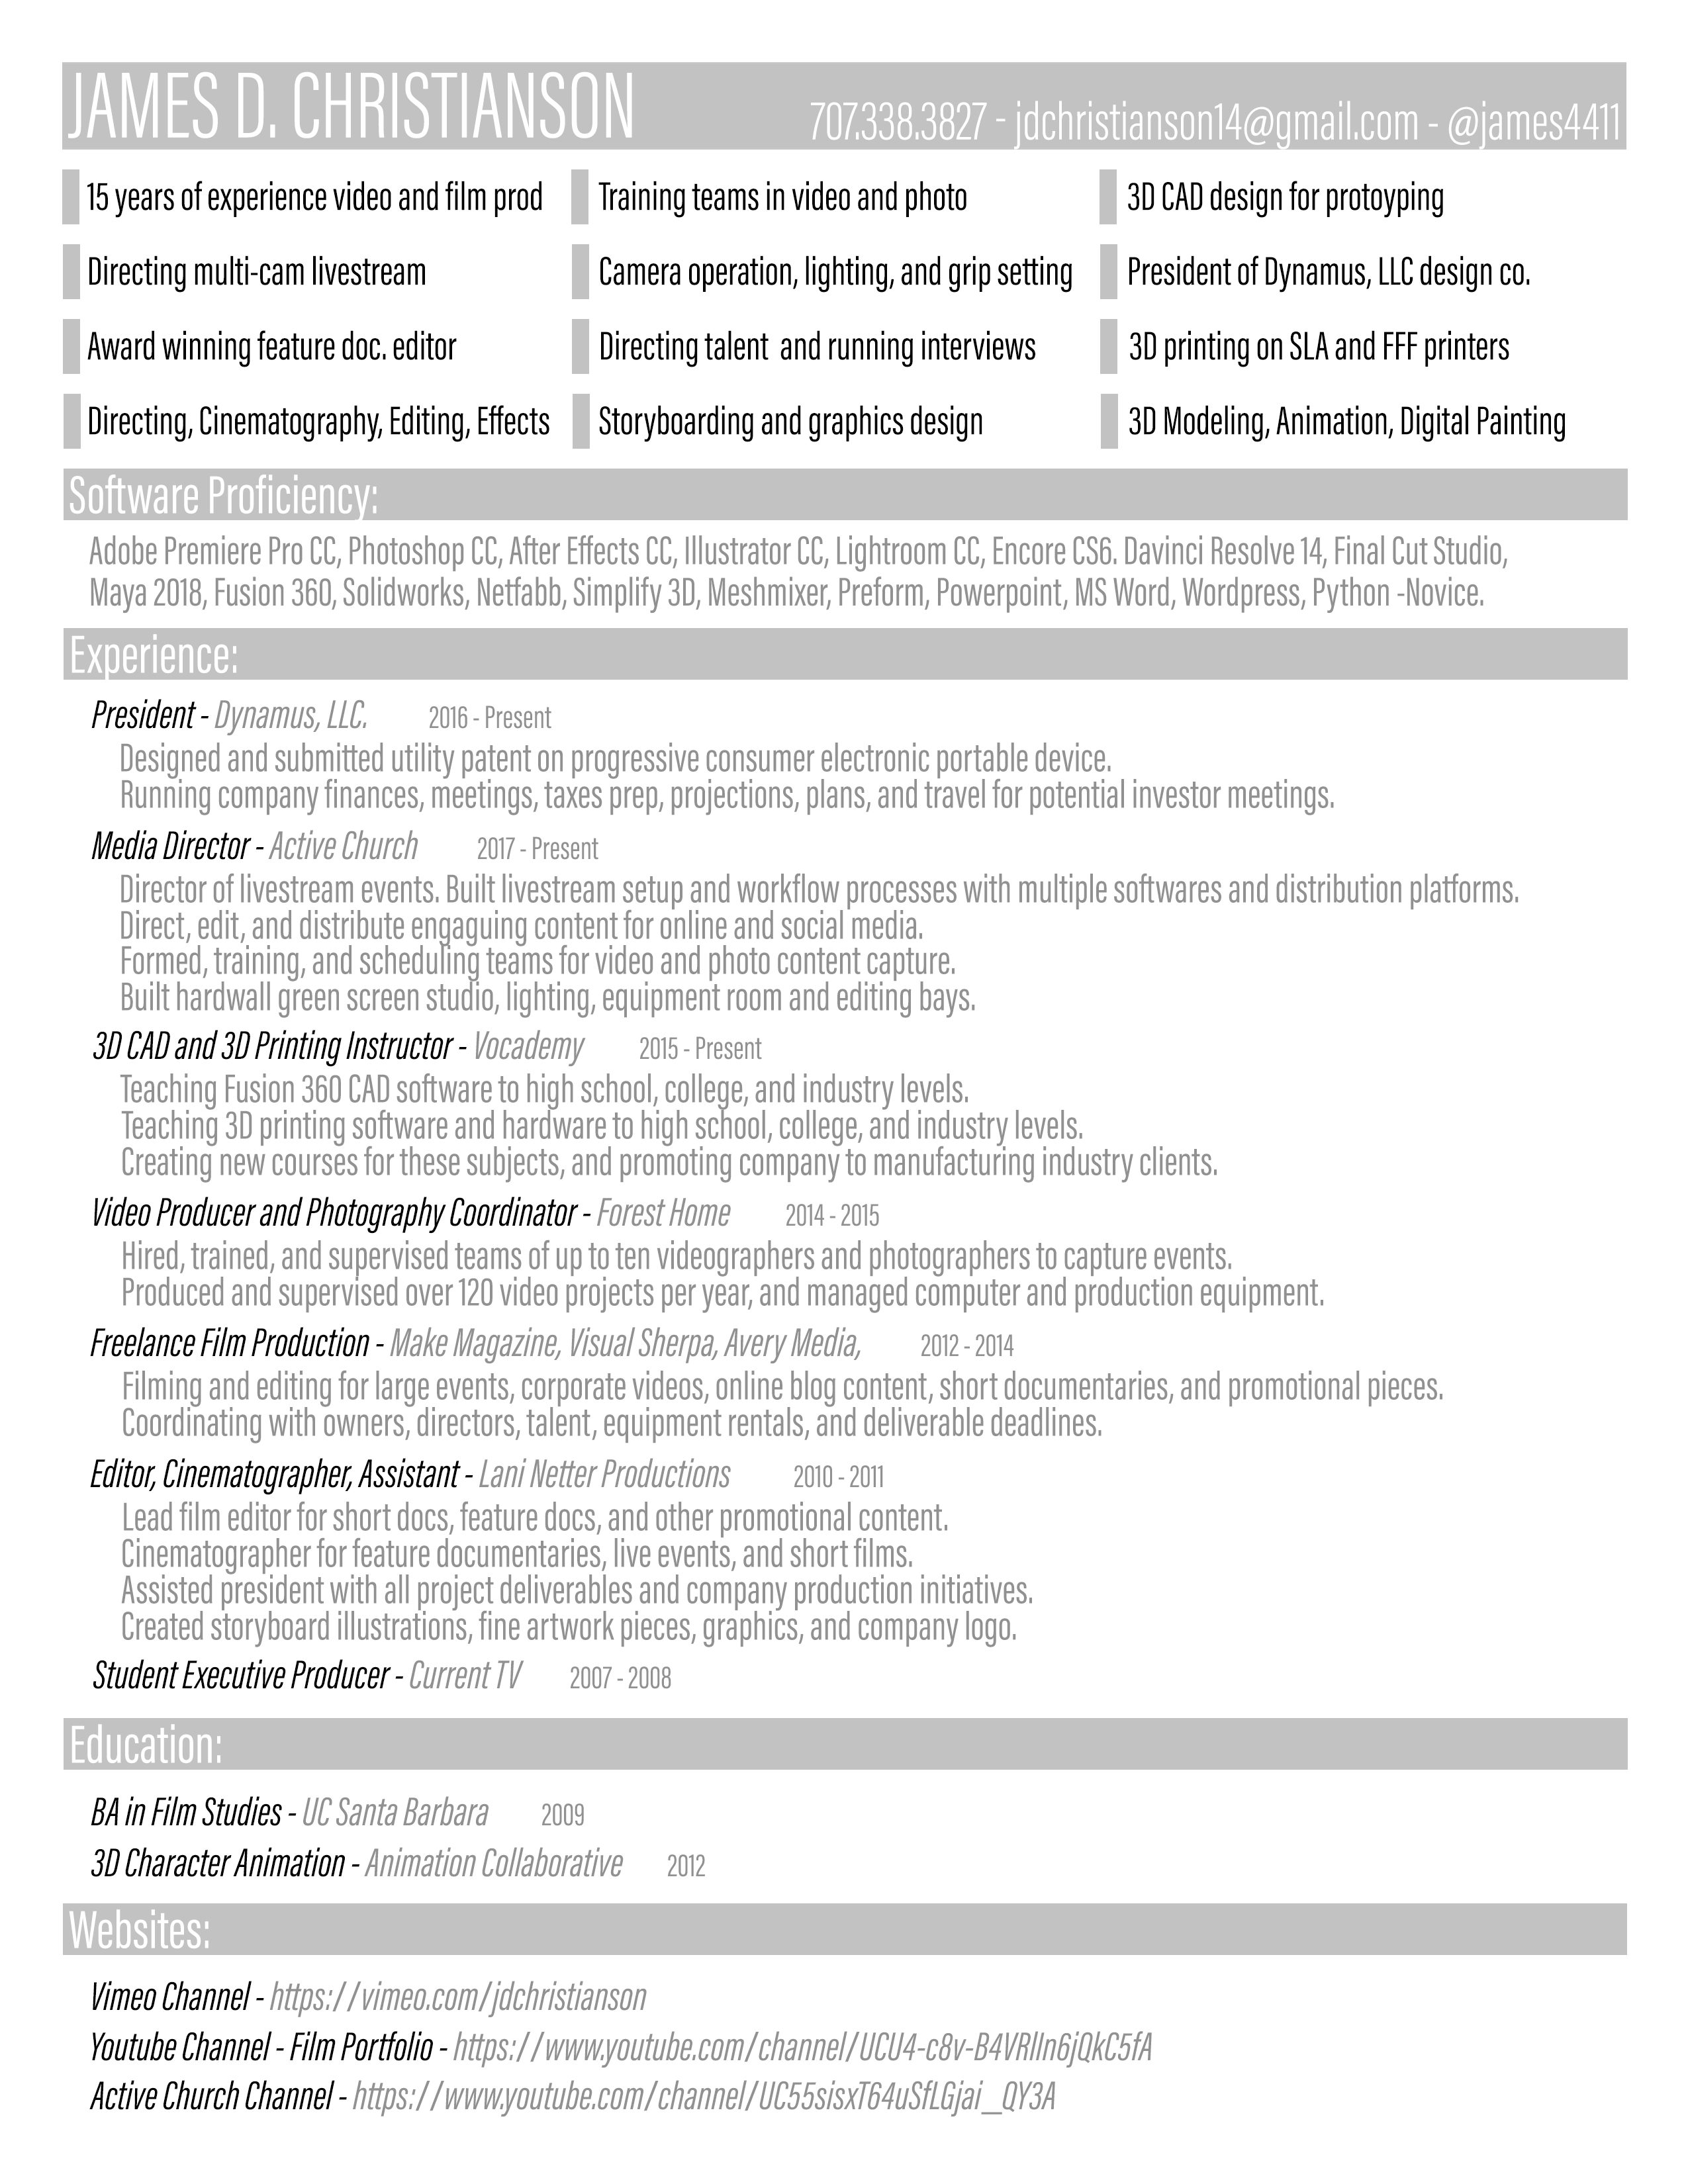 JAMES D. CHRISTIANSON 707.338.3827 - jdchristianson14@gmail.com - @james4411
15 years of experience video and film prod Training teams in video and photo 3D CAD design for protoyping
Directing multi-cam livestream Camera operation, lighting, and grip setting President of Dynamus, LLC design co.
Award winning feature doc. editor Directing talent and running interviews 3D printing on SLA and FFF printers
Directing, Cinematography, Editing, Effects Storyboarding and graphics design 3D Modeling, Animation, Digital Painting
Software Proficiency:
Adobe Premiere Pro CC, Photoshop CC, After Effects CC, Illustrator CC, Lightroom CC, Encore CS6. Davinci Resolve 14, Final Cut Studio,
Maya 2018, Fusion 360, Solidworks, Netfabb, Simplify 3D, Meshmixer, Preform, Powerpoint, MS Word, Wordpress, Python -Novice.
Experience:
President - Dynamus, LLC. 2016 - Present
Designed and submitted utility patent on progressive consumer electronic portable device.
Running company finances, meetings, taxes prep, projections, plans, and travel for potential investor meetings.
Media Director - Active Church 2017 - Present
Director of livestream events. Built livestream setup and workflow processes with multiple softwares and distribution platforms.
Direct, edit, and distribute engaguing content for online and social media.
Formed, training, and scheduling teams for video and photo content capture.
Built hardwall green screen studio, lighting, equipment room and editing bays.
3D CAD and 3D Printing Instructor - Vocademy 2015 - Present
Teaching Fusion 360 CAD software to high school, college, and industry levels.
Teaching 3D printing software and hardware to high school, college, and industry levels.
Creating new courses for these subjects, and promoting company to manufacturing industry clients.
Video Producer and Photography Coordinator - Forest Home 2014 - 2015
Hired, trained, and supervised teams of up to ten videographers and photographers to capture events.
Produced and supervised over 120 video projects per year, and managed computer and production equipment.
Freelance Film Production - Make Magazine, Visual Sherpa, Avery Media, 2012 - 2014
Filming and editing for large events, corporate videos, online blog content, short documentaries, and promotional pieces.
Coordinating with owners, directors, talent, equipment rentals, and deliverable deadlines.
Editor, Cinematographer, Assistant - Lani Netter Productions 2010 - 2011
Lead film editor for short docs, feature docs, and other promotional content.
Cinematographer for feature documentaries, live events, and short films.
Assisted president with all project deliverables and company production initiatives.
Created storyboard illustrations, fine artwork pieces, graphics, and company logo.
Student Executive Producer - Current TV 2007 - 2008
Education:
BA in Film Studies - UC Santa Barbara 2009
3D Character Animation - Animation Collaborative 2012
Websites:
Vimeo Channel - https://vimeo.com/jdchristianson
Youtube Channel - Film Portfolio - https://www.youtube.com/channel/UCU4-c8v-B4VRlIn6jQkC5fA
Active Church Channel - https://www.youtube.com/channel/UC55sisxT64uSfLGjai_QY3A